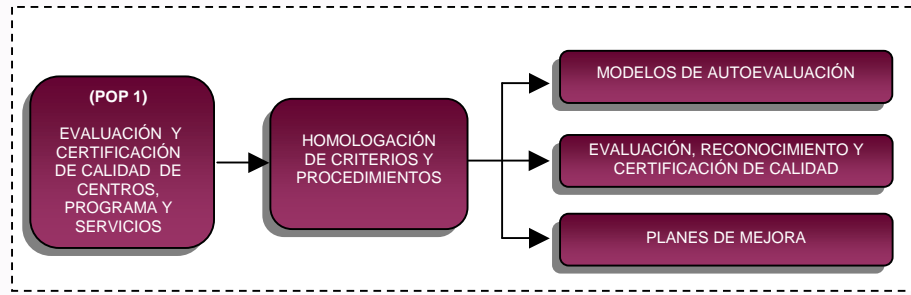 (POP 1)
EVALUACIÓN Y
CERTIFICACIÓN
DE CALIDAD DE
CENTROS,
PROGRAMA Y
SERVICIOS
HOMOLOGACIÓN
DE CRITERIOS Y
PROCEDIMIENTOS
MODELOS DE AUTOEVALUACIÓN
EVALUACIÓN, RECONOCIMIENTO Y
CERTIFICACIÓN DE CALIDAD
PLANES DE MEJORA